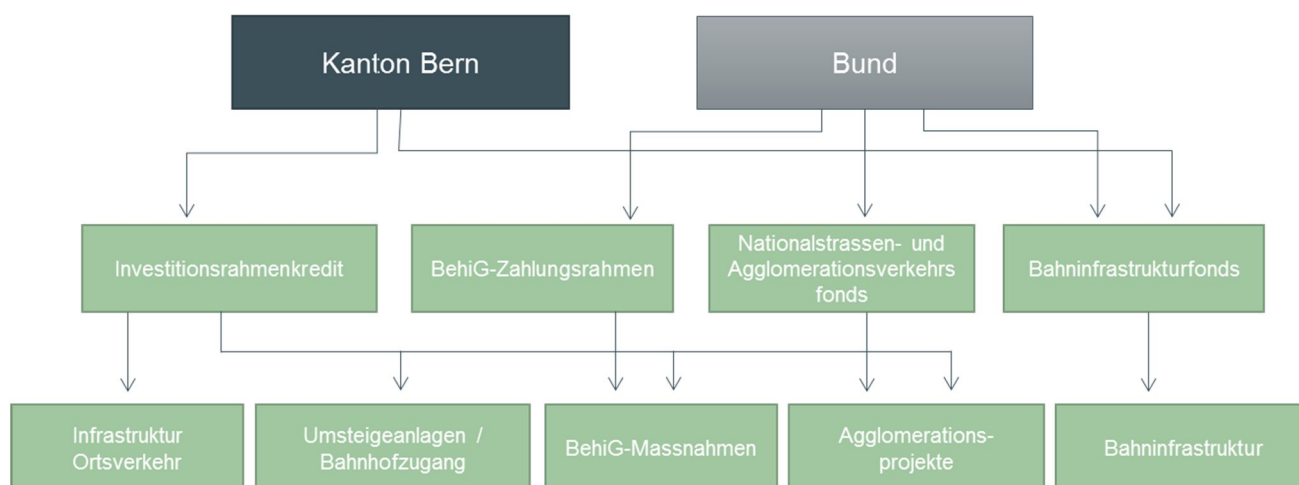 Kanton Bern
Bund
Investitionsrahmenkredit
BehiG-Zahlungsrahmen
Nationalstrassen- und
Agglomerationsverkehrs
fonds
Bahninfrastrukturfonds
Infrastruktur
Ortsverkehr
Umsteigeanlagen /
Bahnhofzugang
BehiG-Massnahmen
Agglomerations-
projekte
Bahninfrastruktur